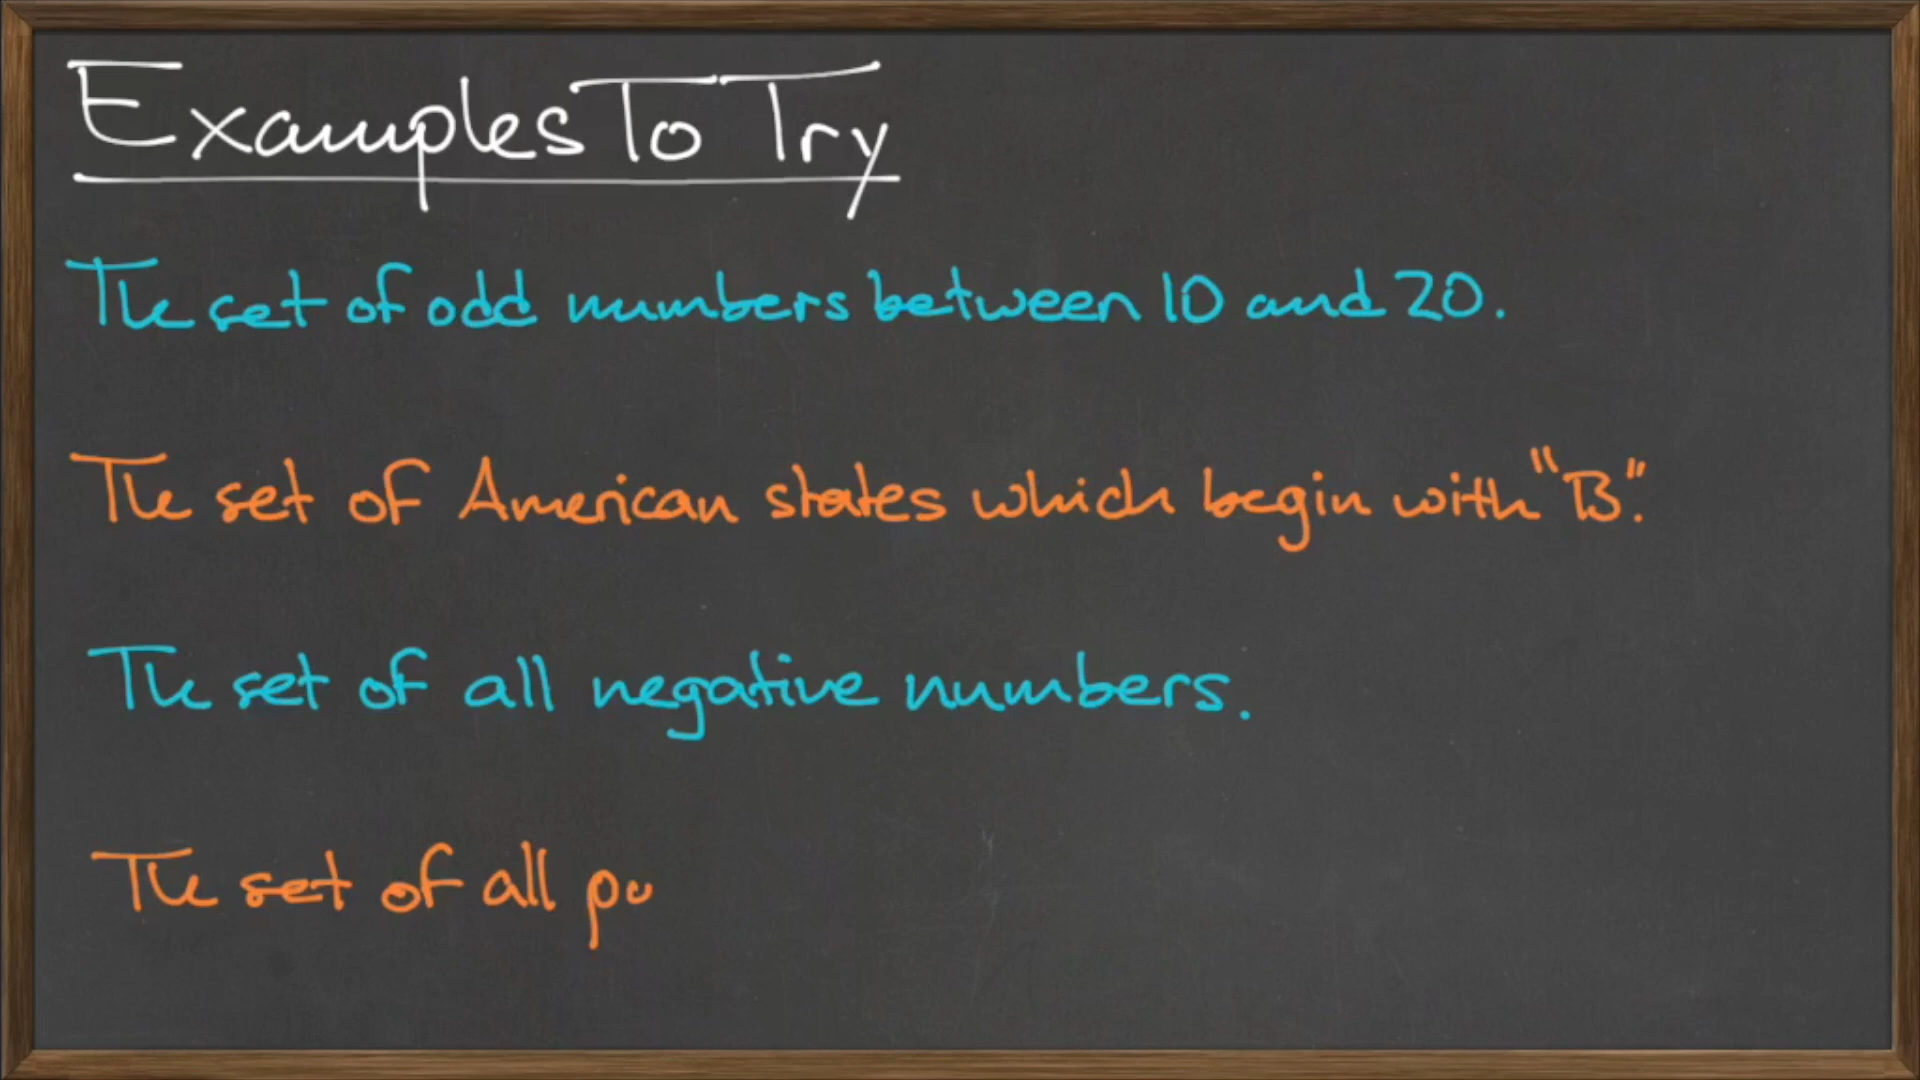 Examples To Try
The set of odd numbers between 10 and 20.
The set of American states which begin with "B".
The set of all negative numbers.
The set of all po